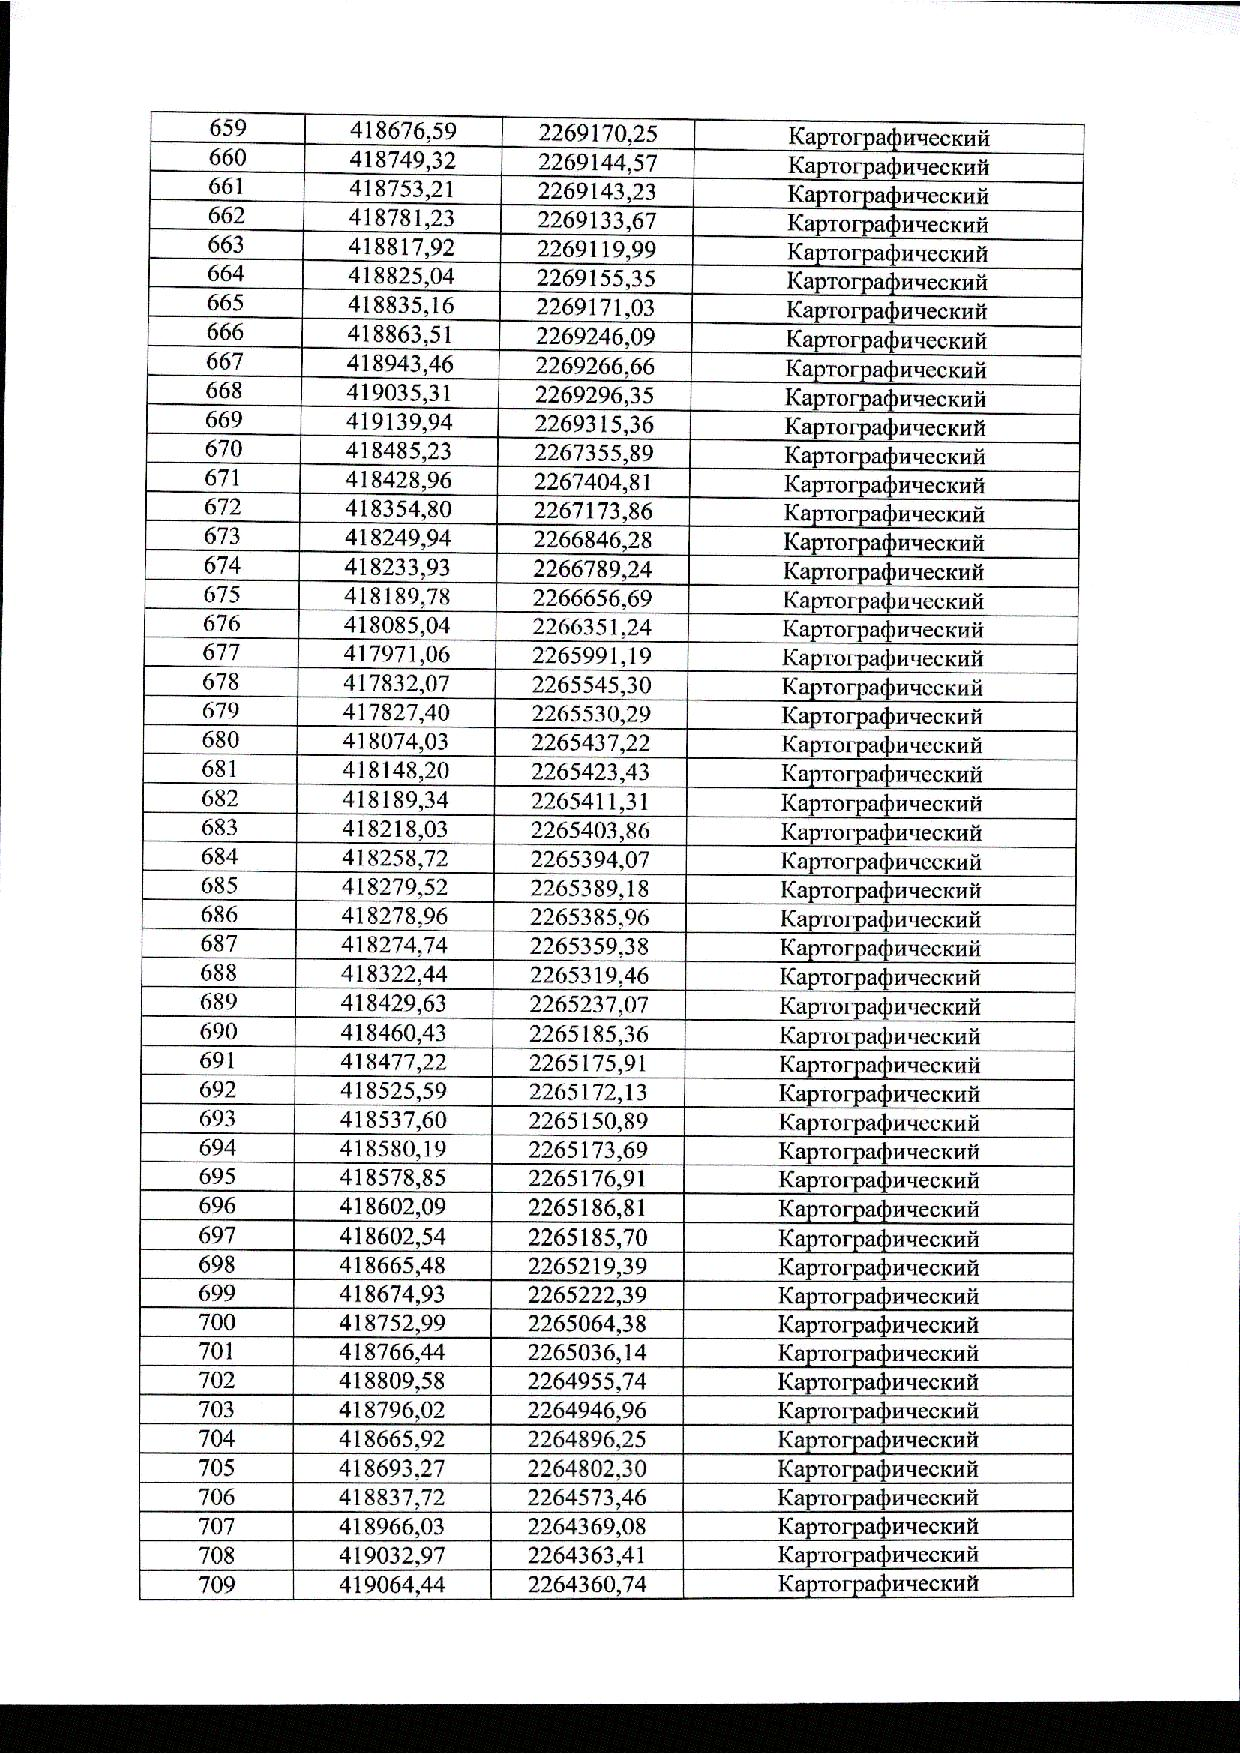 659 418676,59 2269170,25 Картографический
660 418749,32 2269144,57 Картографический
661 418753,21 2269143,23 Картографический
662 418781,23 2269133,67 Картографический
663 418817,92 2269119,99 Картографический
664 418825,04 2269155,35 Картографический
665 418835,16 2269171,03 Картографический
666 418863,51 2269246,09 Картографический
667 418943,46 2269266,66 Картографический
668 419035,31 2269296,35 Картографический
669 419139,94 2269315,36 Картографический
670 418485,23 2267355,89 Картографический
671 418428,96 2267404,81 Картографический
672 418354,80 2267173,86 Картографический
673 418249,94 2266846,28 Картографический
674 418233,93 2266789,24 Картографический
675 418189,78 2266656,69 Картографический
676 418085,04 2266351,24 Картографический
677 417971,06 2265991,19 Картографический
678 417832,07 2265545,30 Картографический
679 417827,40 2265530,29 Картографический
680 418074,03 2265437,22 Картографический
681 418148,20 2265423,43 Картографический
682 418189,34 2265411,31 Картографический
683 418218,03 2265403,86 Картографический
684 418258,72 2265394,07 Картографический
685 418279,52 2265389,18 Картографический
686 418278,96 2265385,96 Картографический
687 418274,74 2265359,38 Картографический
688 418322,44 2265319,46 Картографический
689 418429,63 2265237,07 Картографический
690 418460,43 2265185,36 Картографический
691 418477,22 2265175,91 Картографический
692 418525,59 2265172,13 Картографический
693 418537,60 2265150,89 Картографический
694 418580,19 2265173,69 Картографический
695 418578,85 2265176,91 Картографический
696 418602,09 2265186,81 Картографический
697 418602,54 2265185,70 Картографический
698 418665,48 2265219,39 Картографический
699 418674,93 2265222,39 Картографический
700 418752,99 2265064,38 Картографический
701 418766,44 2265036,14 Картографический
702 418809,58 2264955,74 Картографический
703 418796,02 2264946,96 Картографический
704 418665,92 2264896,25 Картографический
705 418693,27 2264802,30 Картографический
706 418837,72 2264573,46 Картографический
707 418966,03 2264369,08 Картографический
708 419032,97 2264363,41 Картографический
709 419064,44 2264360,74 Картографический